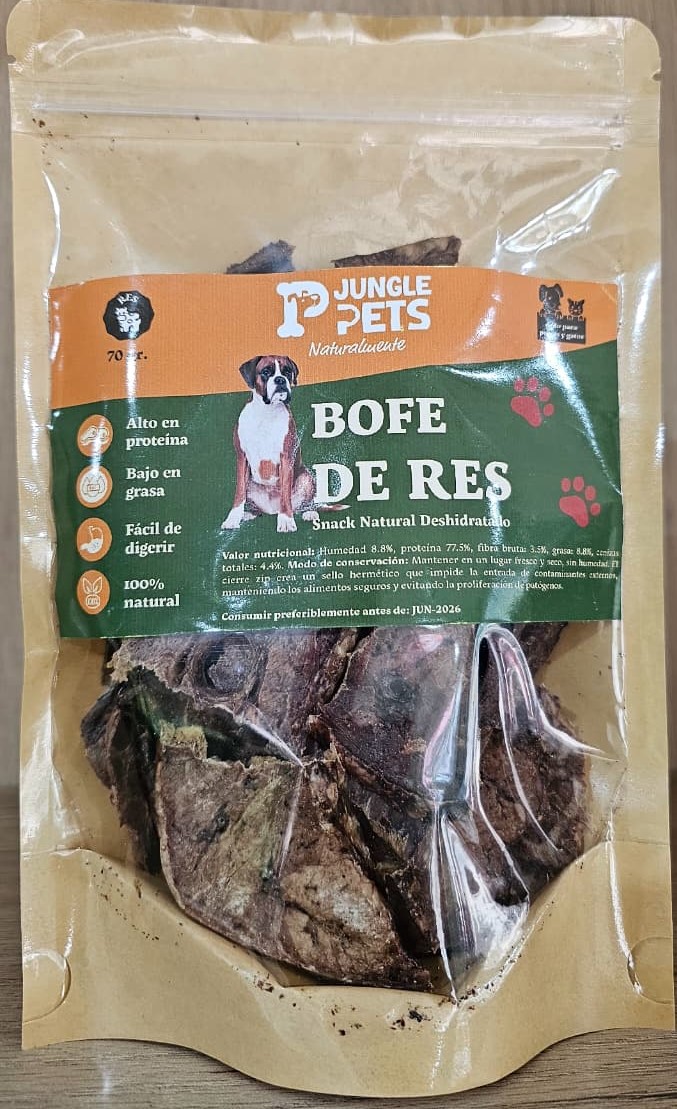 RES
70 gr.
JUNGLE
PETS
Naturalmente
para
perros y gatos
Alto en
proteína
Bajo en
grasa
Fácil de
digerir
100%
natural
BOFE
DE RES
Snack Natural Deshidratado
Valor nutricional: Humedad 8.8%, proteína 77.5%, fibra bruta: 3.5%, grasa: 8.8%, cenizas
totales: 4.4%. Modo de conservación: Mantener en un lugar fresco y seco, sin humedad. El
cierre zip crea un sello hermético que impide la entrada de contaminantes externos,
manteniendo los alimentos seguros y evitando la proliferación de patógenos.
Consumir preferiblemente antes de: JUN-2026